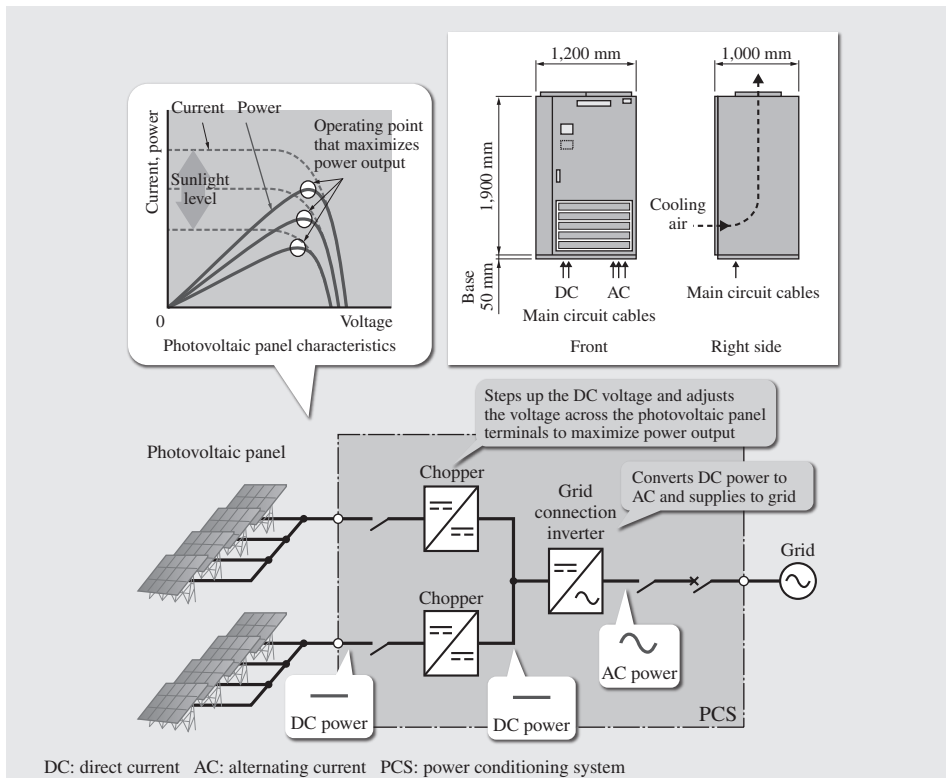 Current Power
Operating point
that maximizes
power output
Sunlight
level
Current, power
0
Voltage
Photovoltaic panel characteristics
1,200 mm
1,000 mm
1,900 mm
Base
50 mm
Cooling
air
DC AC
Main circuit cables
Main circuit cables
Front
Right side
Steps up the DC voltage and adjusts
the voltage across the photovoltaic panel
terminals to maximize power output
Photovoltaic panel
Chopper
Grid
connection
inverter
Converts DC power to
AC and supplies to grid
Grid
Chopper
DC power
DC power
AC power
PCS
DC: direct current AC: alternating current PCS: power conditioning system